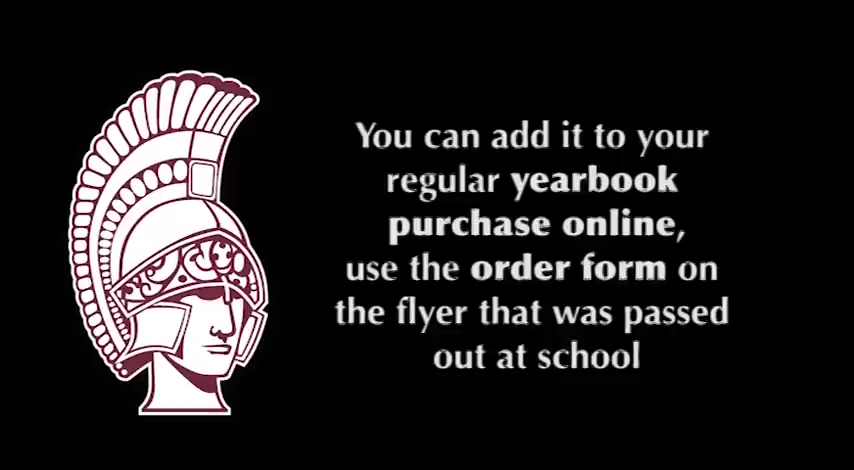 You can add it to your
regular yearbook
purchase online,
use the order form on
the flyer that was passed
out at school